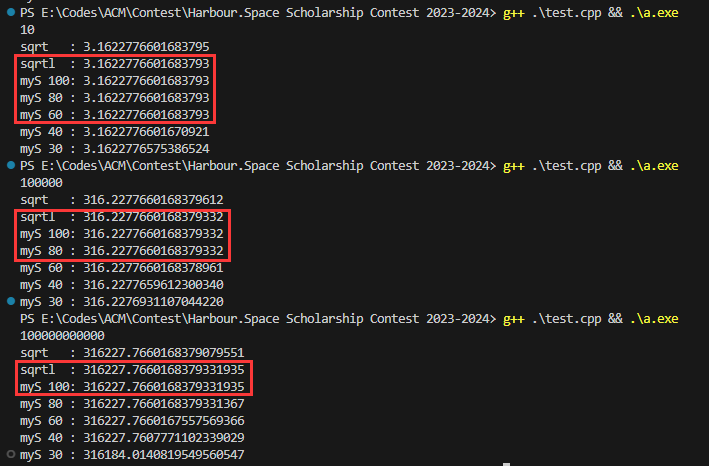 PS E:\Codes\ACM\Contest\Harbour.Space Scholarship Contest 2023-2024> g++ .\test.cpp && .\a.exe
10
sqrt   : 3.1622776601683795
sqrtl  : 3.1622776601683793
myS 100: 3.1622776601683793
myS 80 : 3.1622776601683793
myS 60 : 3.1622776601683793
myS 40 : 3.1622776601670921
myS 30 : 3.1622776575386524
PS E:\Codes\ACM\Contest\Harbour.Space Scholarship Contest 2023-2024> g++ .\test.cpp && .\a.exe
100000
sqrt   : 316.2277660168379612
sqrtl  : 316.2277660168379332
myS 100: 316.2277660168379332
myS 80 : 316.2277660168379332
myS 60 : 316.2277660168378961
myS 40 : 316.2277659612300340
myS 30 : 316.2276931107044220
PS E:\Codes\ACM\Contest\Harbour.Space Scholarship Contest 2023-2024> g++ .\test.cpp && .\a.exe
100000000000
sqrt   : 316227.7660168379079551
sqrtl  : 316227.7660168379331935
myS 100: 316227.7660168379331935
myS 80 : 316227.7660168379331367
myS 60 : 316227.7660167557569366
myS 40 : 316227.7607771102339029
myS 30 : 316184.0140819549560547